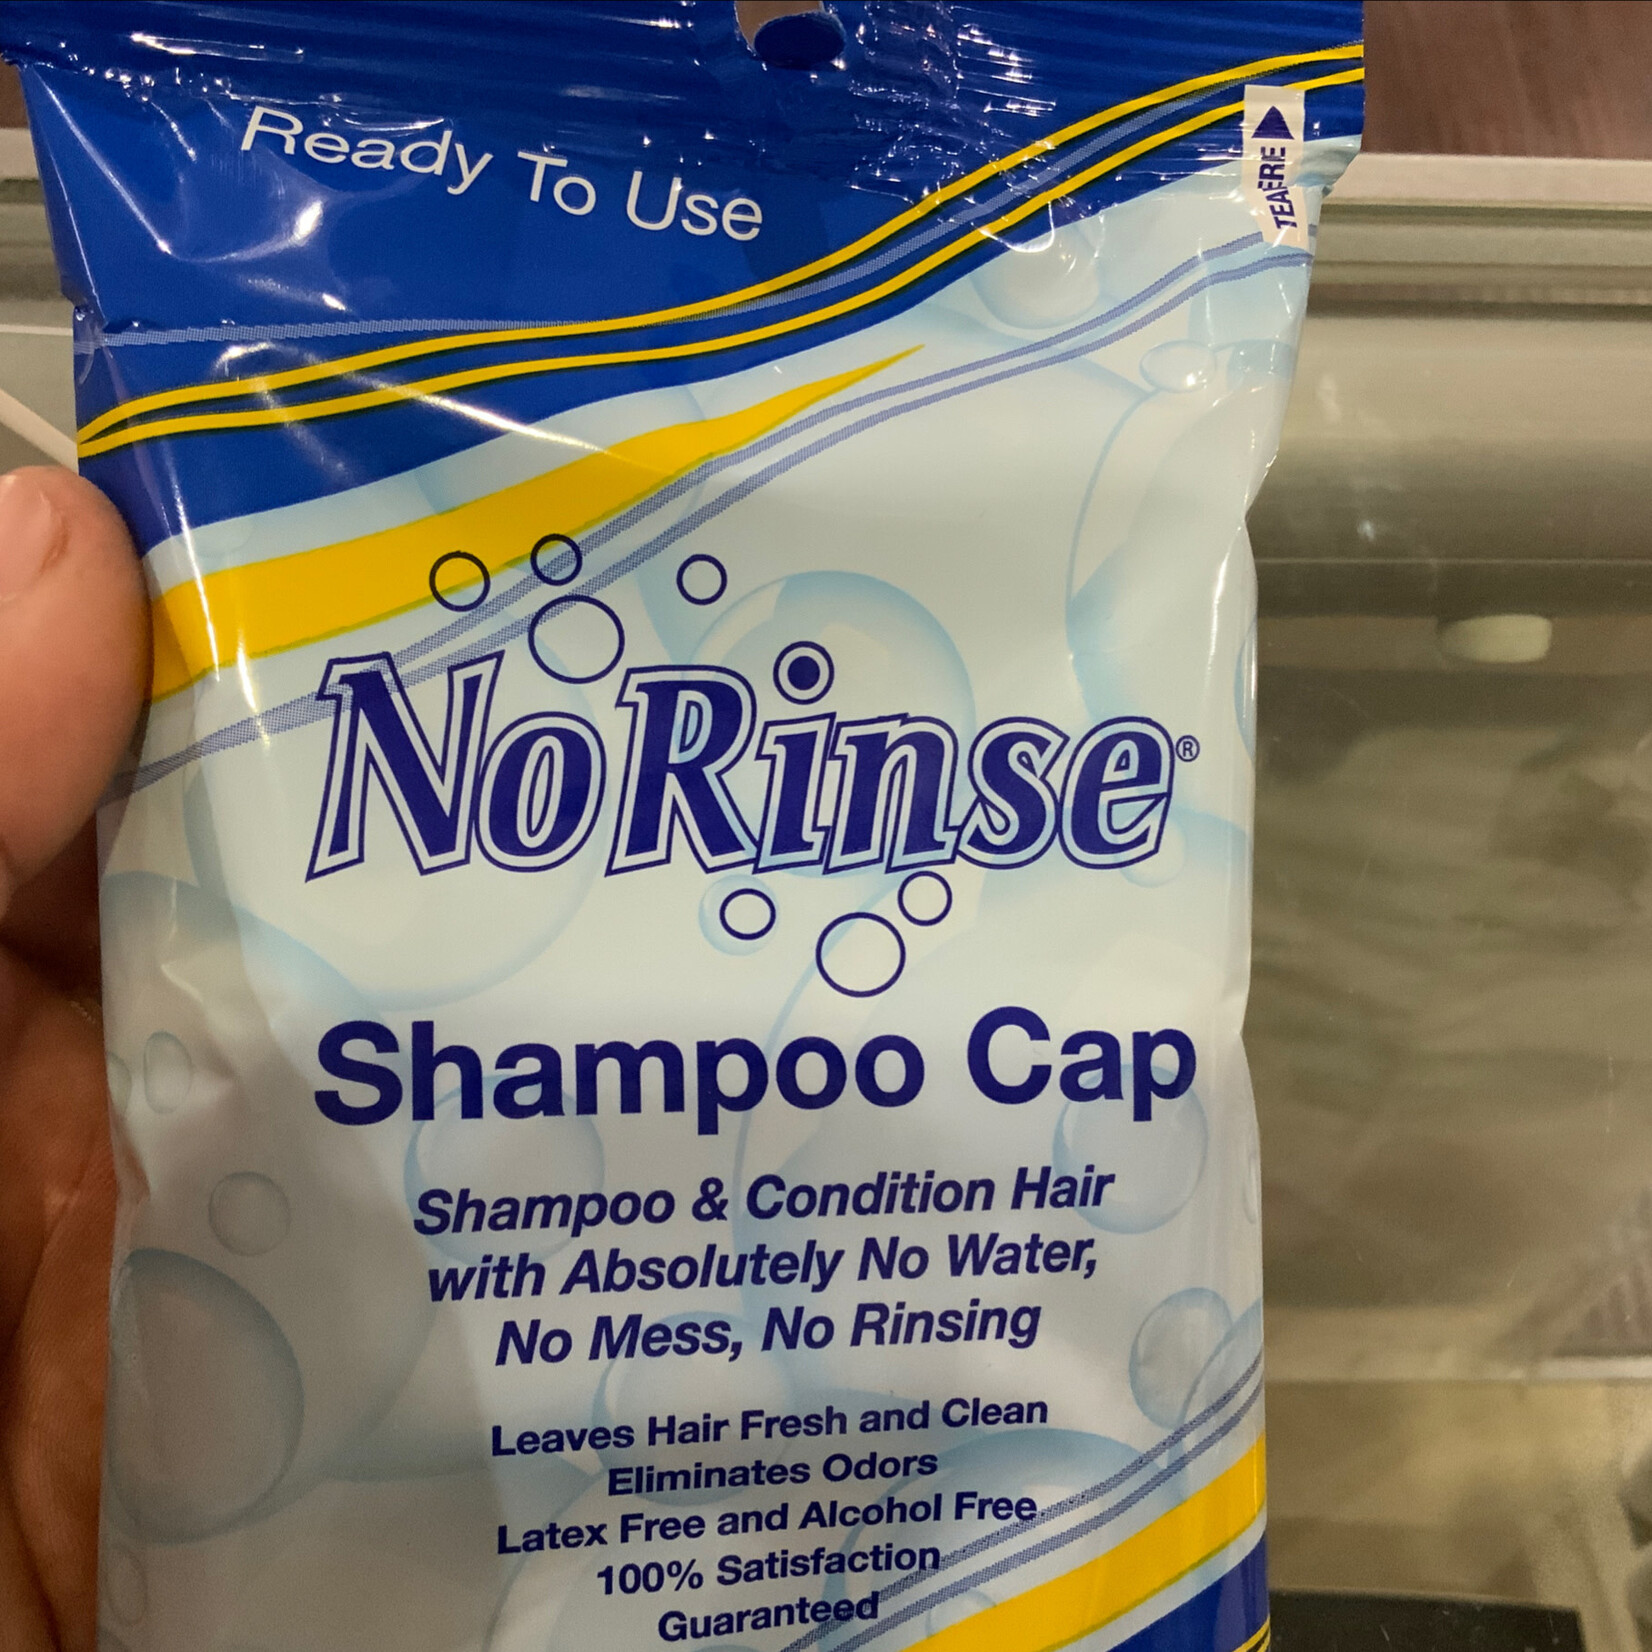 Ready To Use
TEAFRE
NoRinse®
Shampoo Cap
Shampoo & Condition Hair
with Absolutely No Water,
No Mess, No Rinsing
Leaves Hair Fresh and Clean
Eliminates Odors
Latex Free and Alcohol Free
100% Satisfaction
Guaranteed